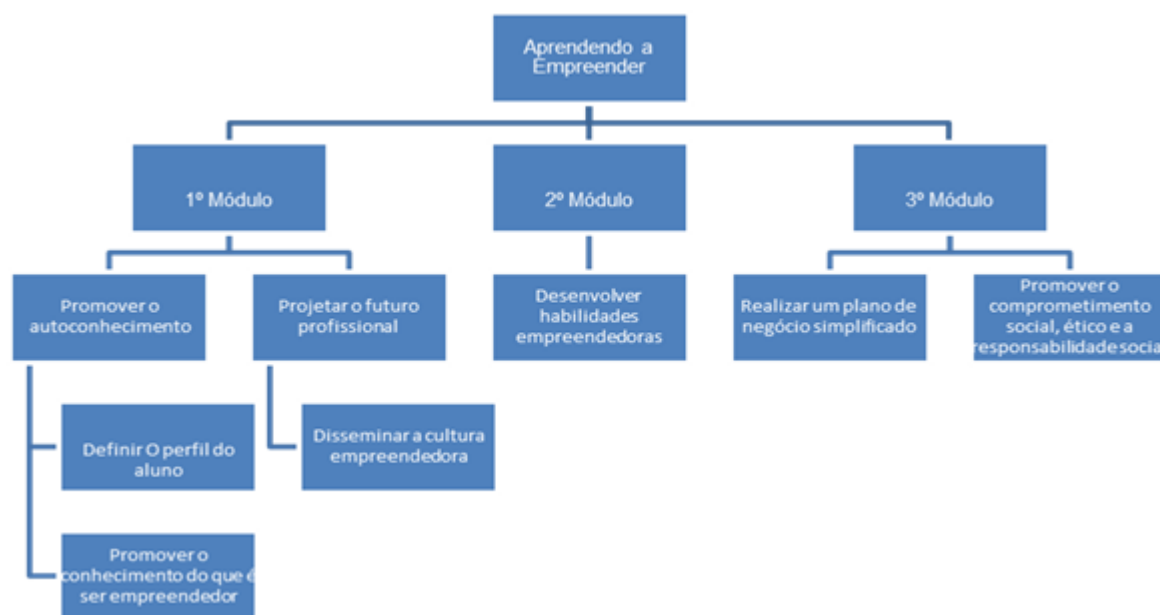 Aprendendo a
Empreender
1º Módulo
2º Módulo
3º Módulo
Promover o
autoconhecimento
Projetar o futuro
profissional
Desenvolver
habilidades
empreendedoras
Realizar um plano de
negócio simplificado
Promover o
comprometimento
social, ético e a
responsabilidade socia
Definir O perfil do
aluno
Disseminar a cultura
empreendedora
Promover o
conhecimento do que é
ser empreendedor